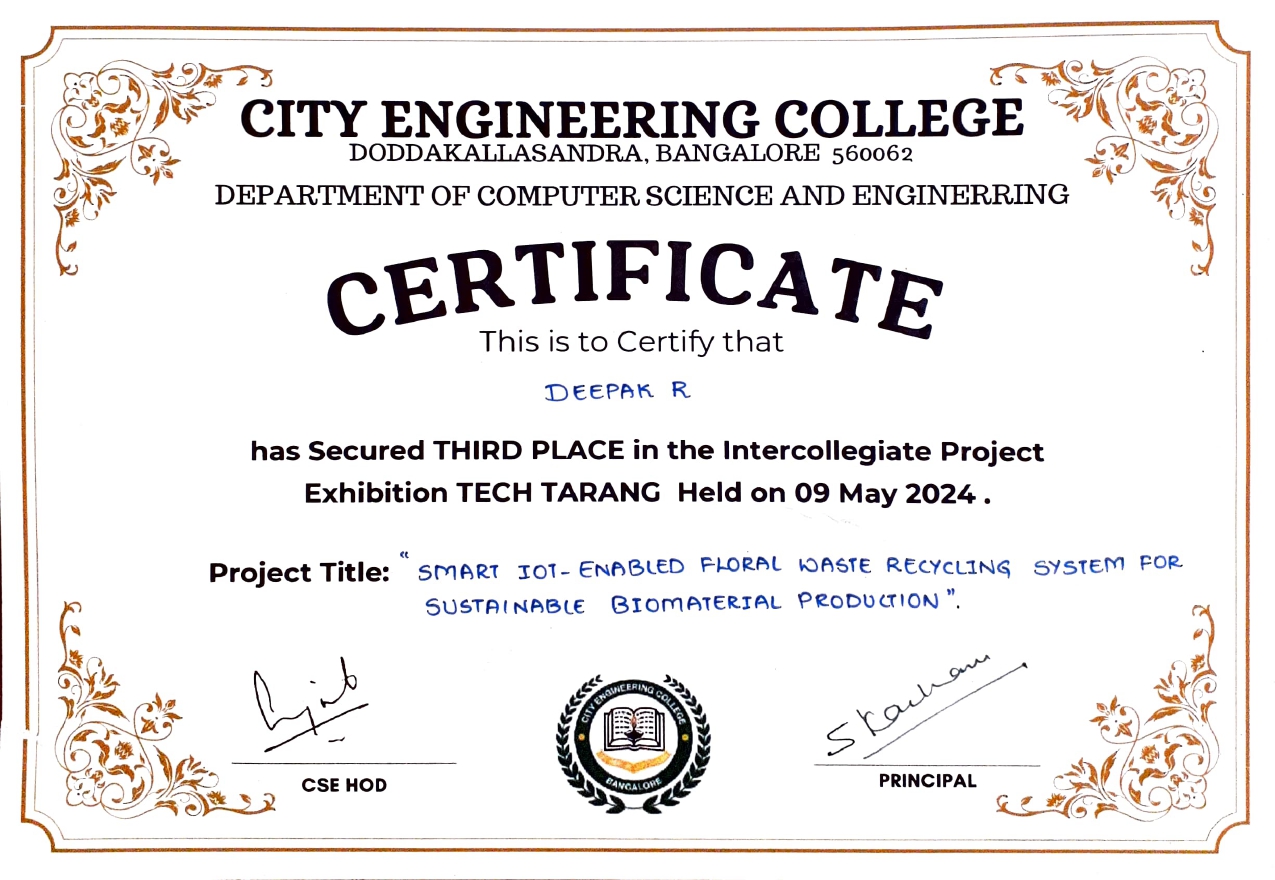 CITY ENGINEERING COLLEGE
DODDAKALLASANDRA, BANGALORE 560062
DEPARTMENT OF COMPUTER SCIENCE AND ENGINERRING
CERTIFICATE
This is to Certify that
DEEPAK R
has Secured THIRD PLACE in the Intercollegiate Project
Exhibition TECH TARANG Held on 09 May 2024 .
Project Title: "SMART IOT-ENABLED FLORAL WASTE RECYCLING SYSTEM FOR
SUSTAINABLE BIOMATERIAL PRODUCTION".
CITY ENGINEERING COLLEGE
BANGALORE
CSE HOD
PRINCIPAL